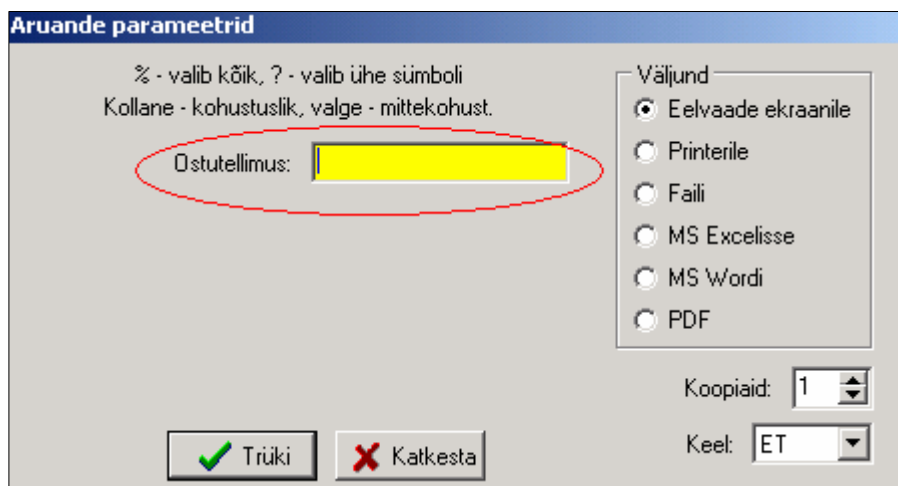 Aruande parameetrid
% - valib kõik, ? - valib ühe sümboli
Kollane - kohustuslik, valge - mittekohust.
Ostutellimus:
Väljund
Eelvaade ekraanile
Printerile
Faili
MS Excelisse
MS Wordi
PDF
Koopiaid: 1
Keel: ET
Trüki
Katkesta